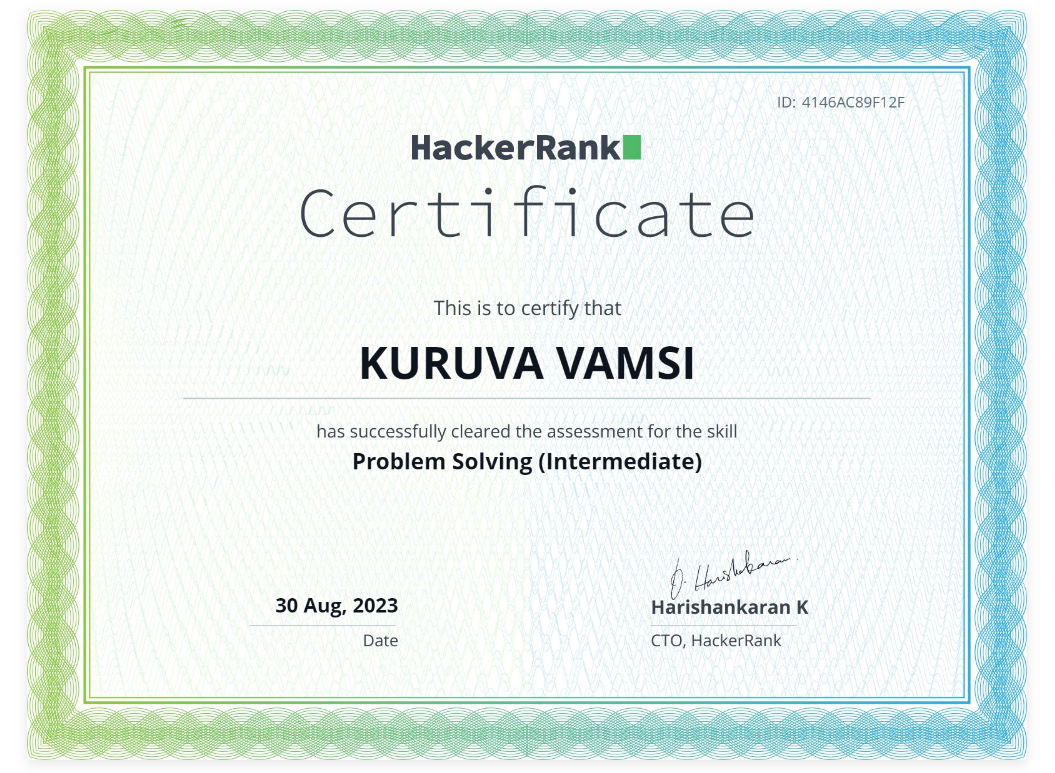 ID: 4146AC89F12F
HackerRank
Certificate
This is to certify that
KURUVA VAMSI
has successfully cleared the assessment for the skill
Problem Solving (Intermediate)
30 Aug, 2023
Date
Harishankaran K
CTO, HackerRank